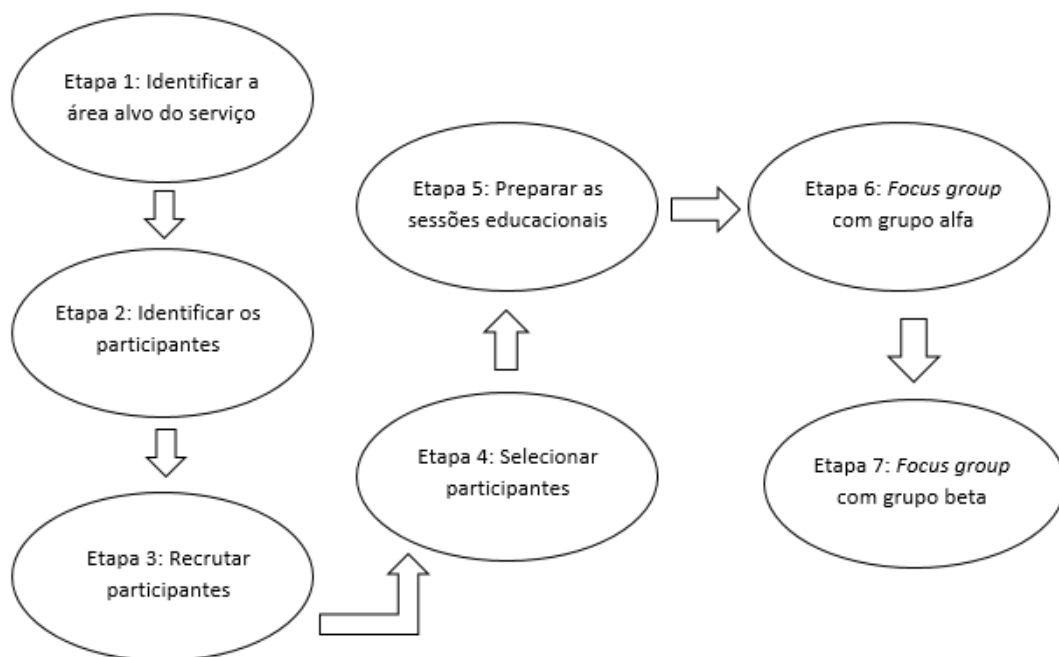 Etapa 1: Identificar a
área alvo do serviço
Etapa 2: Identificar os
participantes
Etapa 3: Recrutar
participantes
Etapa 4: Selecionar
participantes
Etapa 5: Preparar as
sessões educacionais
Etapa 6: Focus group
com grupo alfa
Etapa 7: Focus group
com grupo beta